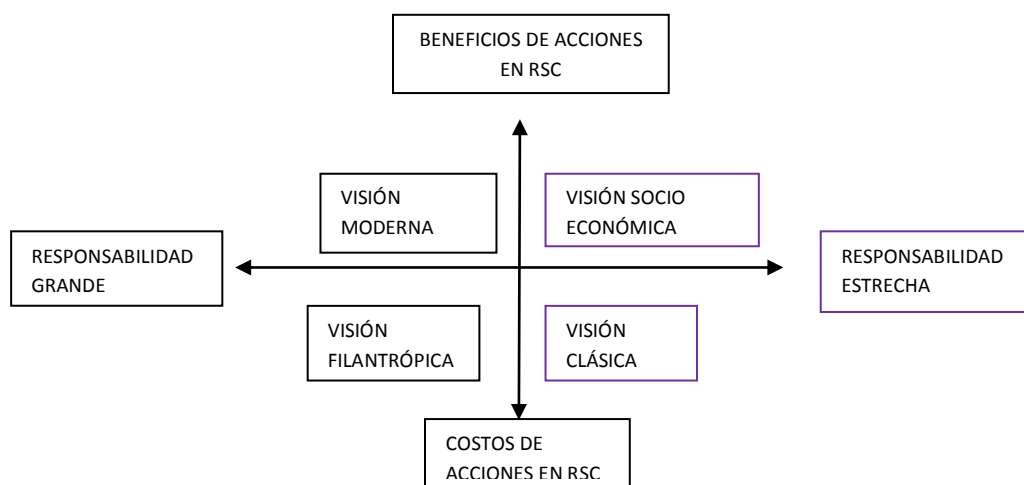 BENEFICIOS DE ACCIONES
EN RSC
VISIÓN
MODERNA
VISIÓN SOCIO
ECONÓMICA
RESPONSABILIDAD
GRANDE
RESPONSABILIDAD
ESTRECHA
VISIÓN
FILANTRÓPICA
VISIÓN
CLÁSICA
COSTOS DE
ACCIONES EN RSC